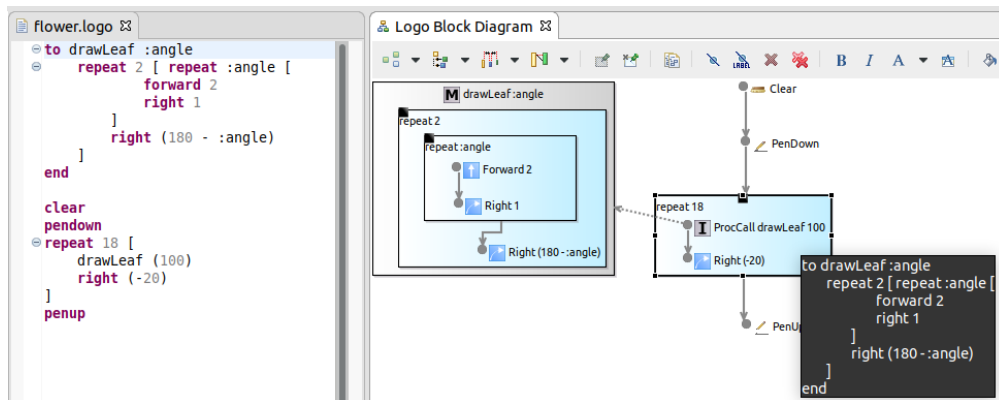 flower.logo
to drawLeaf :angle
repeat 2 [ repeat :angle [
forward 2
right 1
]
right (180 - :angle)
]
end
clear
pendown
repeat 18 [
drawLeaf (100)
right (-20)
]
penup
Logo Block Diagram
LABEL
B I A A
M drawLeaf :angle
repeat 2
repeat :angle
Forward 2
Right 1
Right (180 - :angle)
Clear
PenDown
repeat 18
I ProcCall drawLeaf 100
Right (-20)
PenUp
to drawLeaf :angle
repeat 2 [ repeat :angle [
forward 2
right 1
]
right (180 - :angle)
]
end